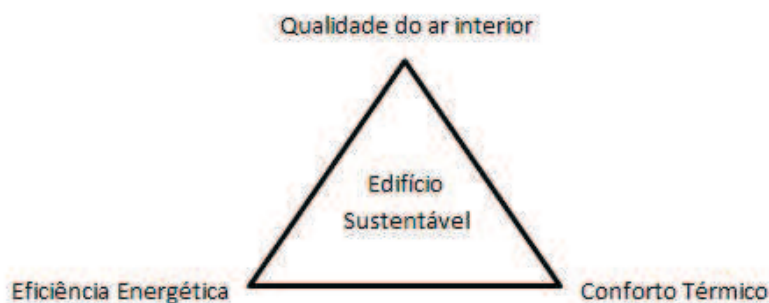 Qualidade do ar interior
Edifício
Sustentável
Eficiência Energética
Conforto Térmico